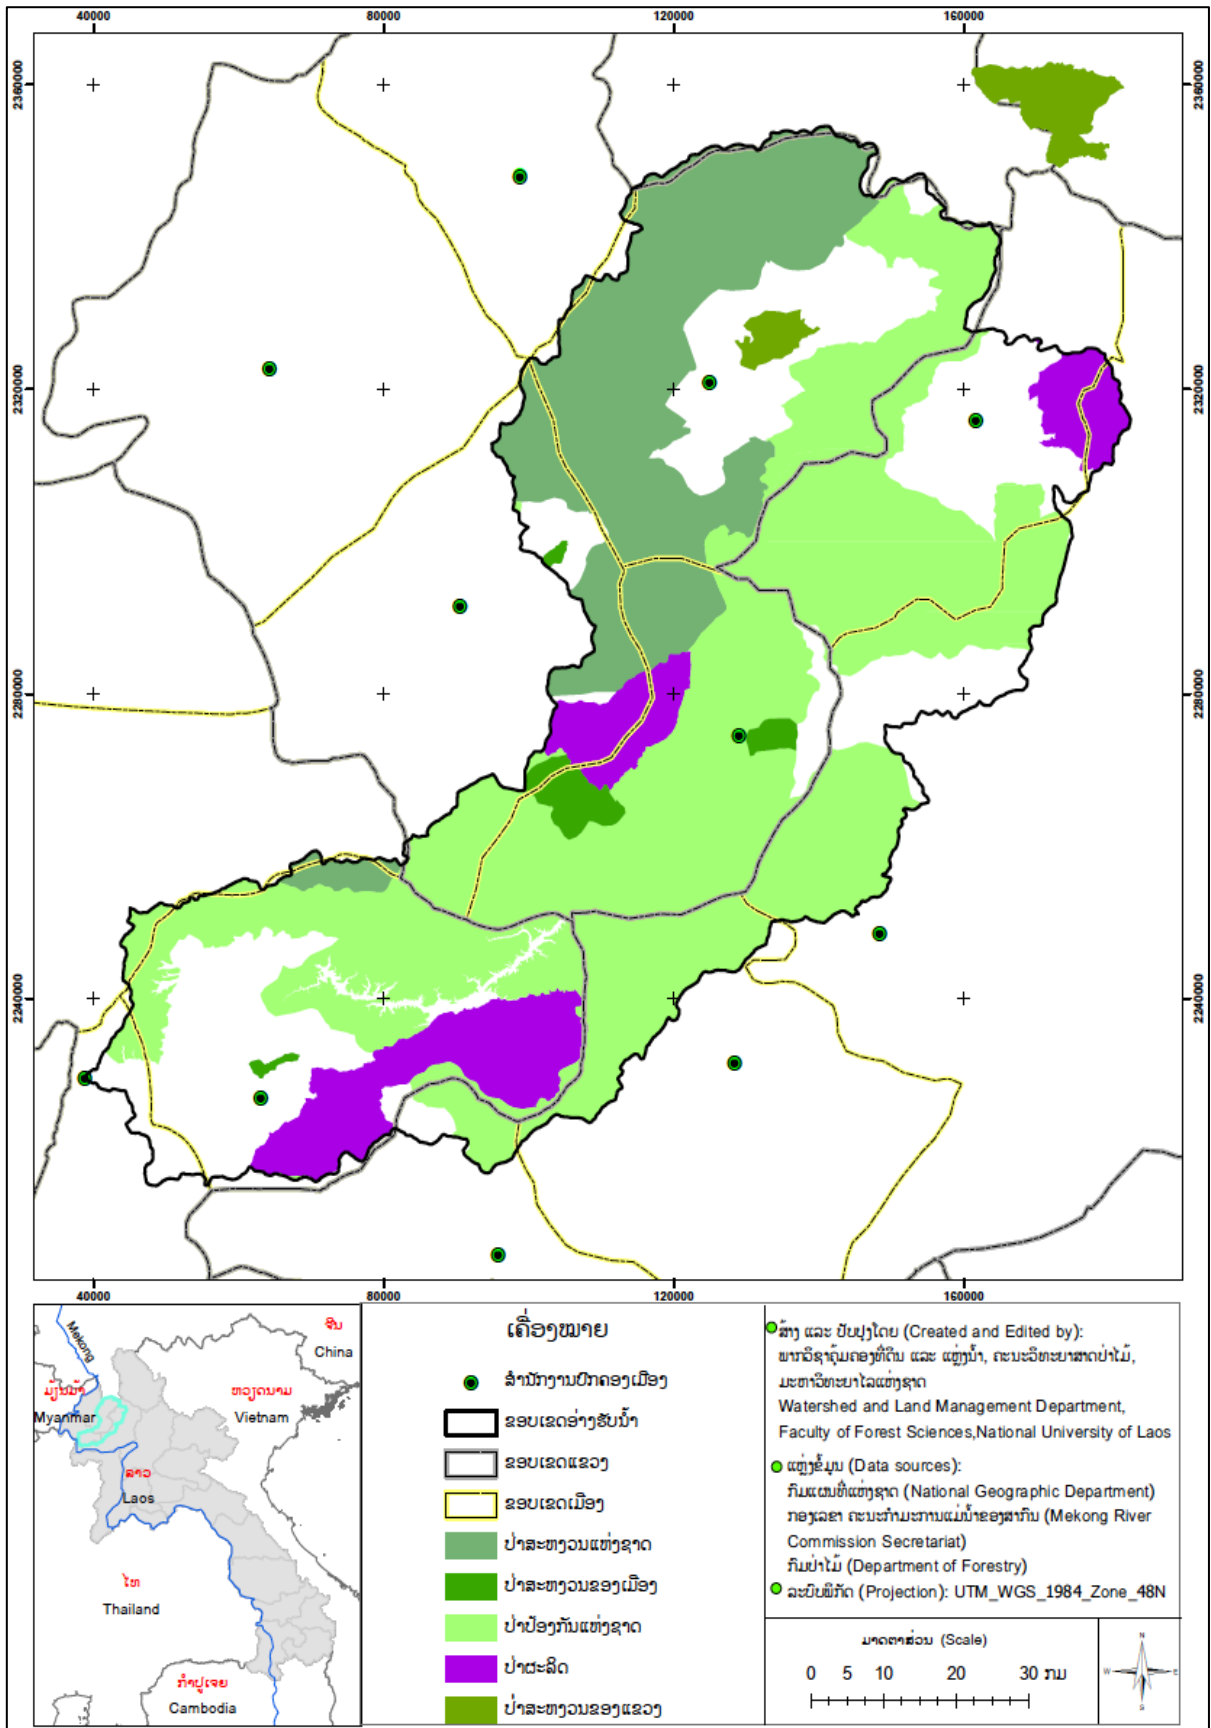 40000 80000 120000 160000
2360000 2360000
2320000 2320000
2280000 2280000
2240000 2240000
40000 80000 120000 160000
Mekong
ຈີນ
China
ມຽນມ້າ
Myanmar
ຫວຽດນາມ
Vietnam
ລາວ
Laos
ໄທ
Thailand
ກຳປູເຈຍ
Cambodia
ເຄື່ອງໝາຍ
ສຳນັກງານປົກຄອງເມືອງ
ຂອບເຂດອ່າງຮັບນ້ຳ
ຂອບເຂດແຂວງ
ຂອບເຂດເມືອງ
ປ່າສະຫງວນແຫ່ງຊາດ
ປ່າສະຫງວນຂອງເມືອງ
ປ່າປ້ອງກັນແຫ່ງຊາດ
ປ່າຜະລິດ
ປ່າສະຫງວນຂອງແຂວງ
ສ້າງ ແລະ ປັບປຸງໂດຍ (Created and Edited by):
ພາກວິຊາຄຸ້ມຄອງທີ່ດິນ ແລະ ແຫຼ່ງນ້ຳ, ຄະນະວິທະຍາສາດປ່າໄມ້,
ມະຫາວິທະຍາໄລແຫ່ງຊາດ
Watershed and Land Management Department,
Faculty of Forest Sciences,National University of Laos
ແຫຼ່ງຂໍ້ມູນ (Data sources):
ກົມແຜນທີ່ແຫ່ງຊາດ (National Geographic Department)
ກອງເລຂາ ຄະນະກຳມະການແມ່ນ້ຳຂອງສາກົນ (Mekong River
Commission Secretariat)
ກົມປ່າໄມ້ (Department of Forestry)
ລະບົບພິກັດ (Projection): UTM_WGS_1984_Zone_48N
ມາດຕາສ່ວນ (Scale)
0 5 10 20 30 ກມ
N
W E
S